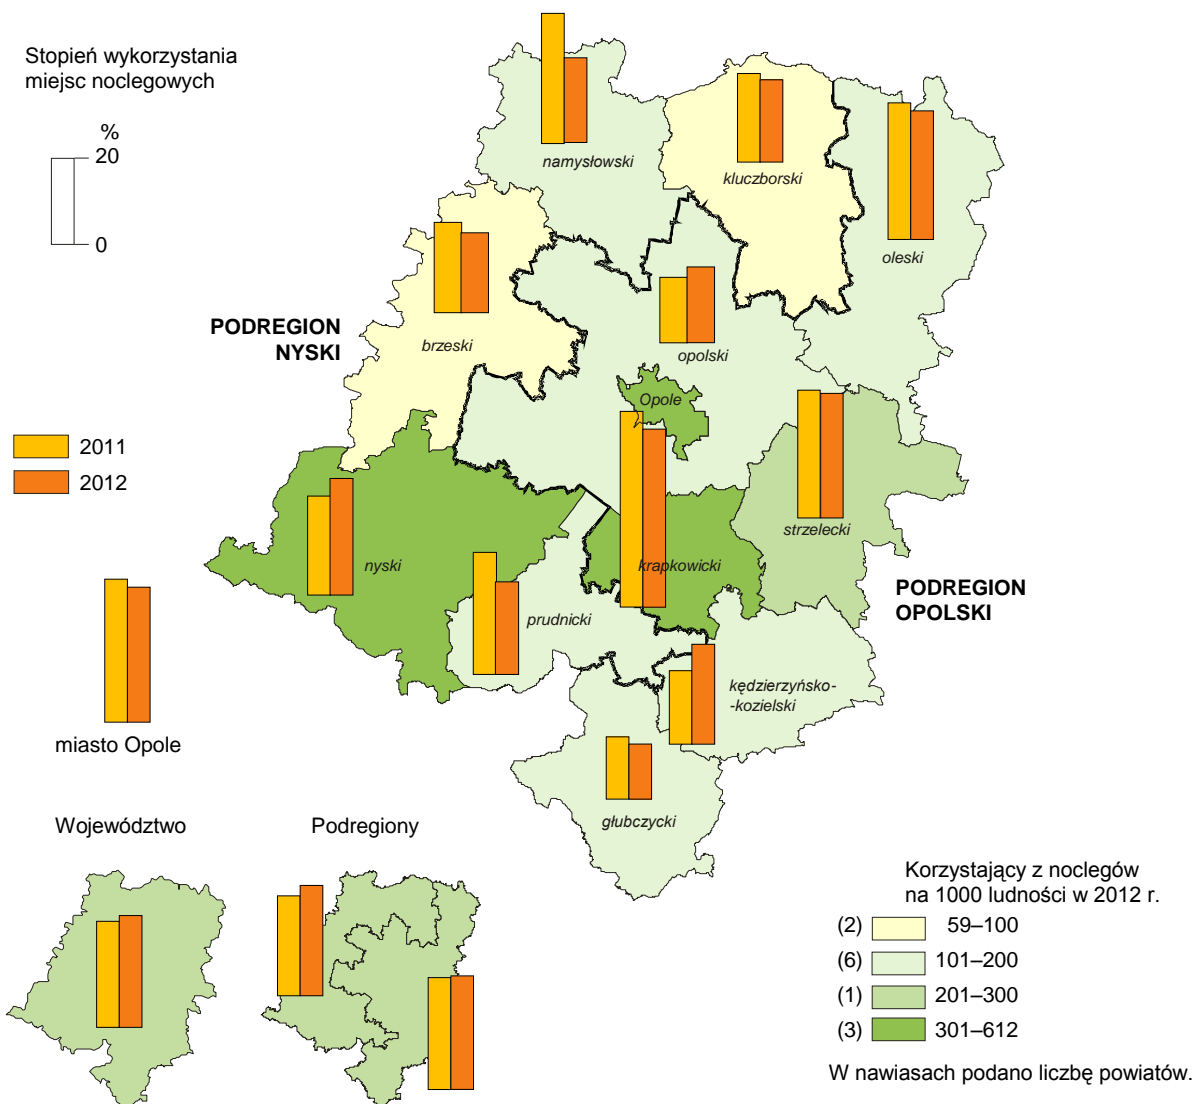 Stopień wykorzystania
miejsc noclegowych
%
20
0
namysłowski
kluczborski
oleski
PODREGION
NYSKI
brzeski
opolski
Opole
2011
2012
strzelecki
nyski
krapkowicki
PODREGION
OPOLSKI
prudnicki
kędzierzyńsko-
-kozielski
miasto Opole
głubczycki
Województwo
Podregiony
Korzystający z noclegów
na 1000 ludności w 2012 r.
(2) 59–100
(6) 101–200
(1) 201–300
(3) 301–612
W nawiasach podano liczbę powiatów.